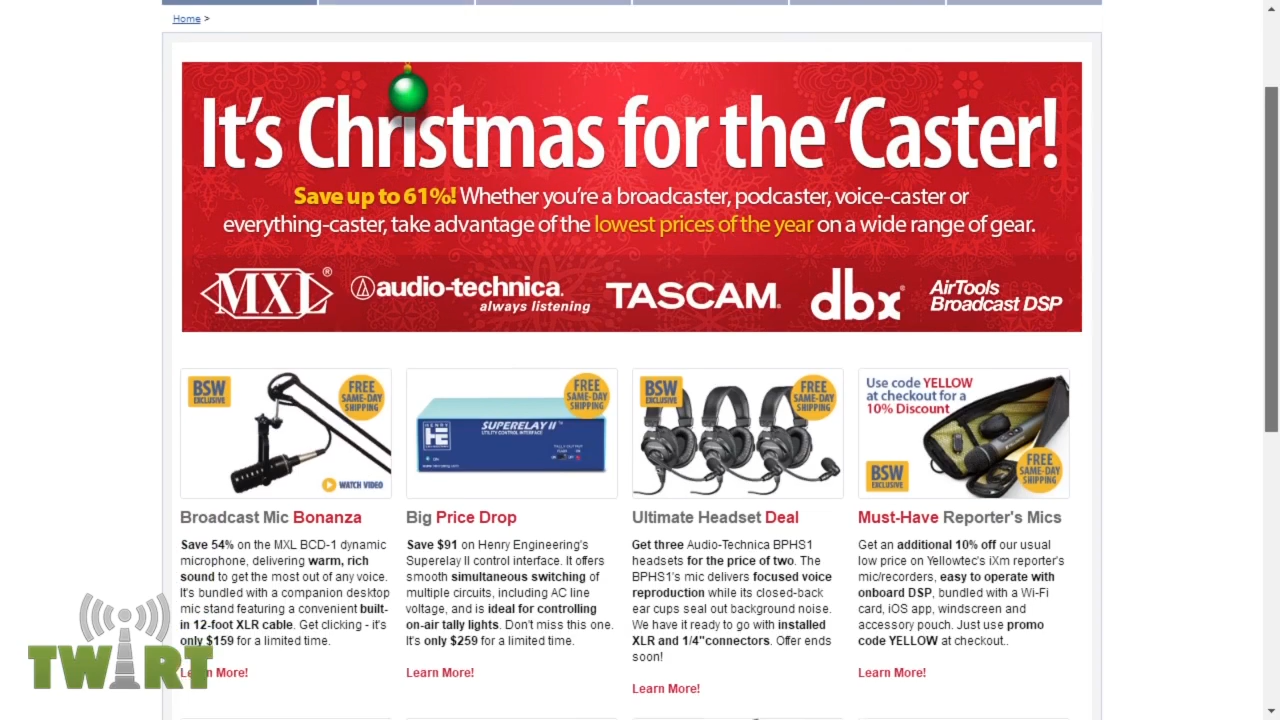 Home >
It's Christmas for the 'Caster!
Save up to 61%! Whether you're a broadcaster, podcaster, voice-caster or
everything-caster, take advantage of the lowest prices of the year on a wide range of gear.
MXL®
audio-technica.
always listening
TASCAM.
dbx®
AirTools
Broadcast DSP
BSW
EXCLUSIVE
FREE
SAME-DAY
SHIPPING
WATCH VIDEO
Broadcast Mic Bonanza
Save 54% on the MXL BCD-1 dynamic
microphone, delivering warm, rich
sound to get the most out of any voice.
It's bundled with a companion desktop
mic stand featuring a convenient built-
in 12-foot XLR cable. Get clicking - it's
only $159 for a limited time.
Learn More!
FREE
SAME-DAY
SHIPPING
HENRY
HE
SUPERELAY II™
UTILITY CONTROL INTERFACE
ON
Big Price Drop
Save $91 on Henry Engineering's
Superelay II control interface. It offers
smooth simultaneous switching of
multiple circuits, including AC line
voltage, and is ideal for controlling
on-air tally lights. Don't miss this one.
It's only $259 for a limited time.
Learn More!
BSW
EXCLUSIVE
FREE
SAME-DAY
SHIPPING
Ultimate Headset Deal
Get three Audio-Technica BPHS1
headsets for the price of two. The
BPHS1's mic delivers focused voice
reproduction while its closed-back
ear cups seal out background noise.
We have it ready to go with installed
XLR and 1/4"connectors. Offer ends
soon!
Learn More!
Use code YELLOW
at checkout for a
10% Discount
BSW
EXCLUSIVE
FREE
SAME-DAY
SHIPPING
Must-Have Reporter's Mics
Get an additional 10% off our usual
low price on Yellowtec's iXm reporter's
mic/recorders, easy to operate with
onboard DSP, bundled with a Wi-Fi
card, iOS app, windscreen and
accessory pouch. Just use promo
code YELLOW at checkout..
Learn More!
TWIRT